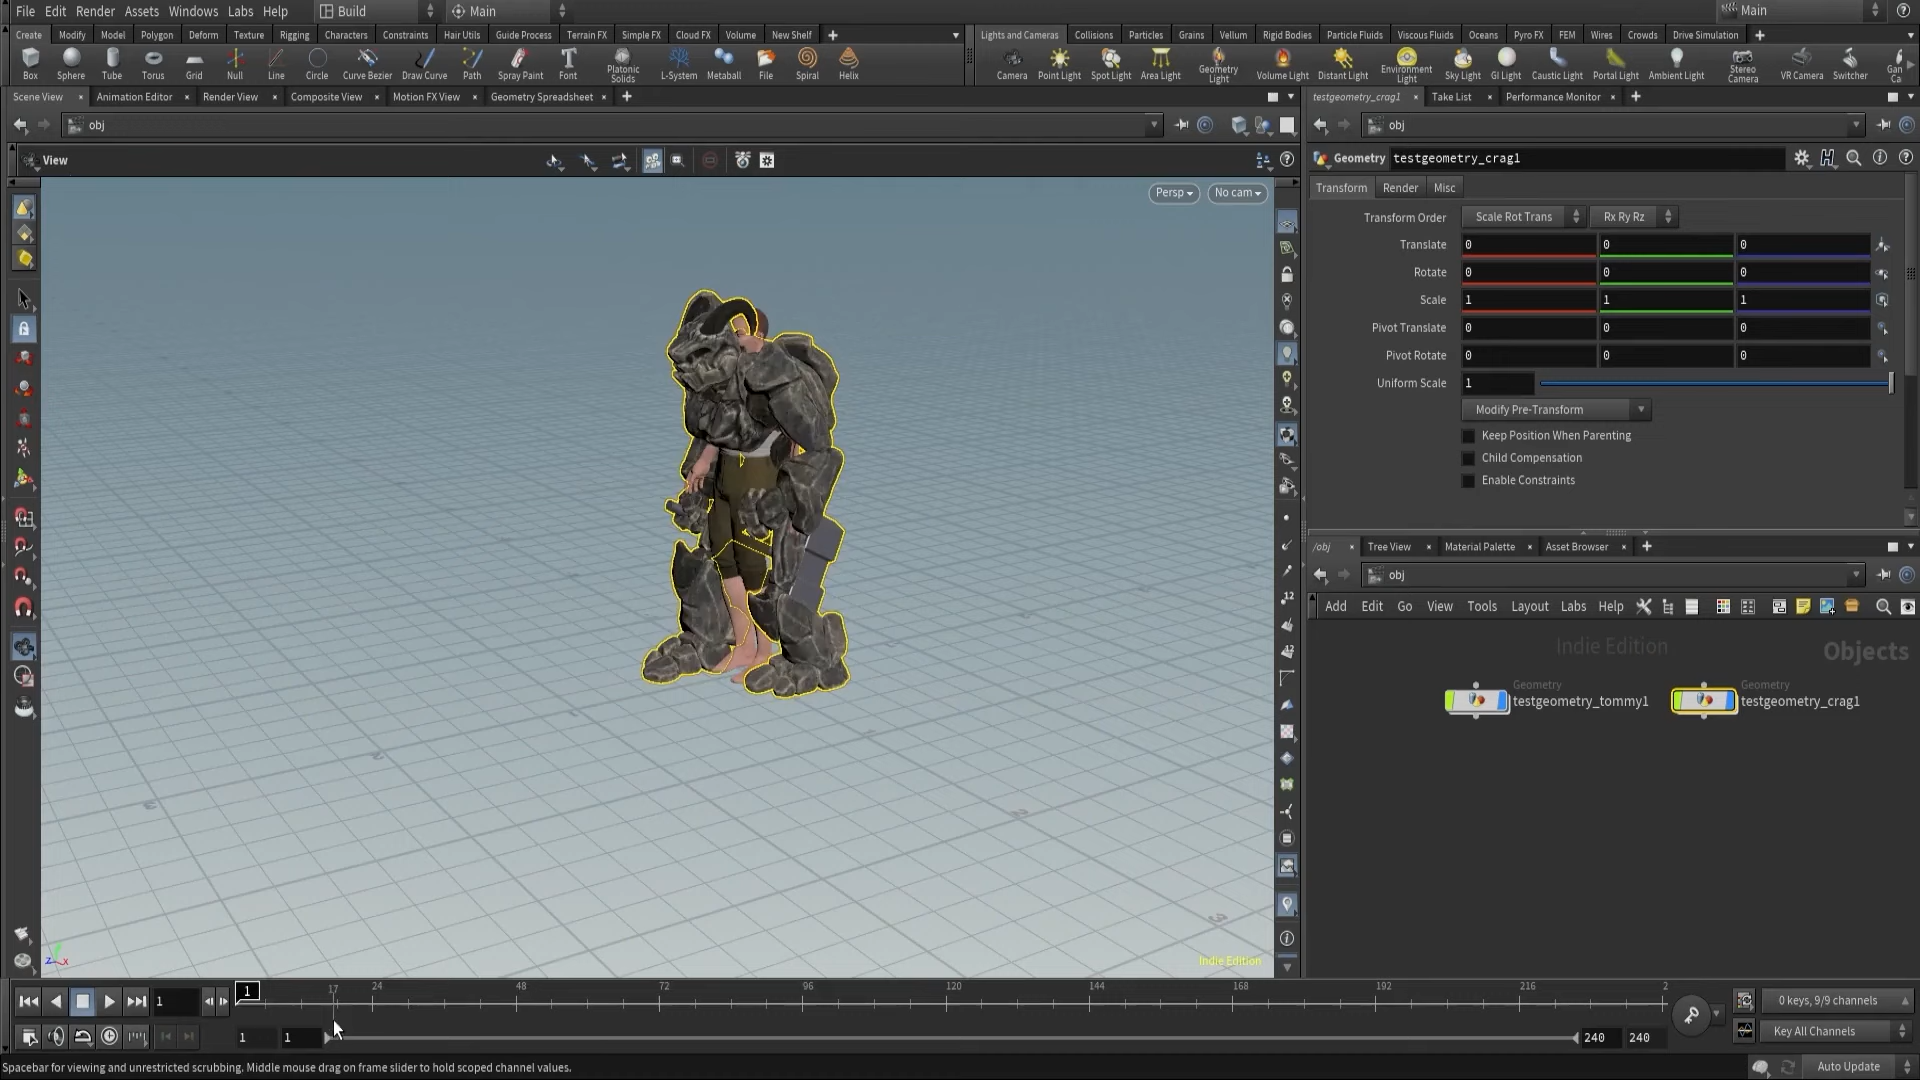 File Edit Render Assets Windows Labs Help Build Main Main
Create Modify Model Polygon Deform Texture Rigging Characters Constraints Hair Utils Guide Process Terrain FX Simple FX Cloud FX Volume New Shelf
Lights and Cameras Collisions Particles Grains Vellum Rigid Bodies Particle Fluids Viscous Fluids Oceans Pyro FX FEM Wires Crowds Drive Simulation
Box Sphere Tube Torus Grid Null Line Circle Curve Bezier Draw Curve Path Spray Paint Font Platonic Solids L-System Metaball File Spiral Helix
Camera Point Light Spot Light Area Light Geometry Light Volume Light Distant Light Environment Light Sky Light GI Light Caustic Light Portal Light Ambient Light Stereo Camera VR Camera Switcher Gan Ca
Scene View Animation Editor Render View Composite View Motion FX View Geometry Spreadsheet
testgeometry_crag1 Take List Performance Monitor
obj
obj
View
Geometry testgeometry_crag1
Transform Render Misc
Persp No cam
Transform Order Scale Rot Trans Rx Ry Rz
Translate 0 0 0
Rotate 0 0 0
Scale 1 1 1
Pivot Translate 0 0 0
Pivot Rotate 0 0 0
Uniform Scale 1
Modify Pre-Transform
Keep Position When Parenting
Child Compensation
Enable Constraints
/obj Tree View Material Palette Asset Browser
obj
Add Edit Go View Tools Layout Labs Help
Indie Edition Objects
Geometry
testgeometry_tommy1
Geometry
testgeometry_crag1
Indie Edition
1 1 17 24 48 72 96 120 144 168 192 216 2
0 keys, 9/9 channels
1 1 240 240
Key All Channels
Spacebar for viewing and unrestricted scrubbing. Middle mouse drag on frame slider to hold scoped channel values.
Auto Update